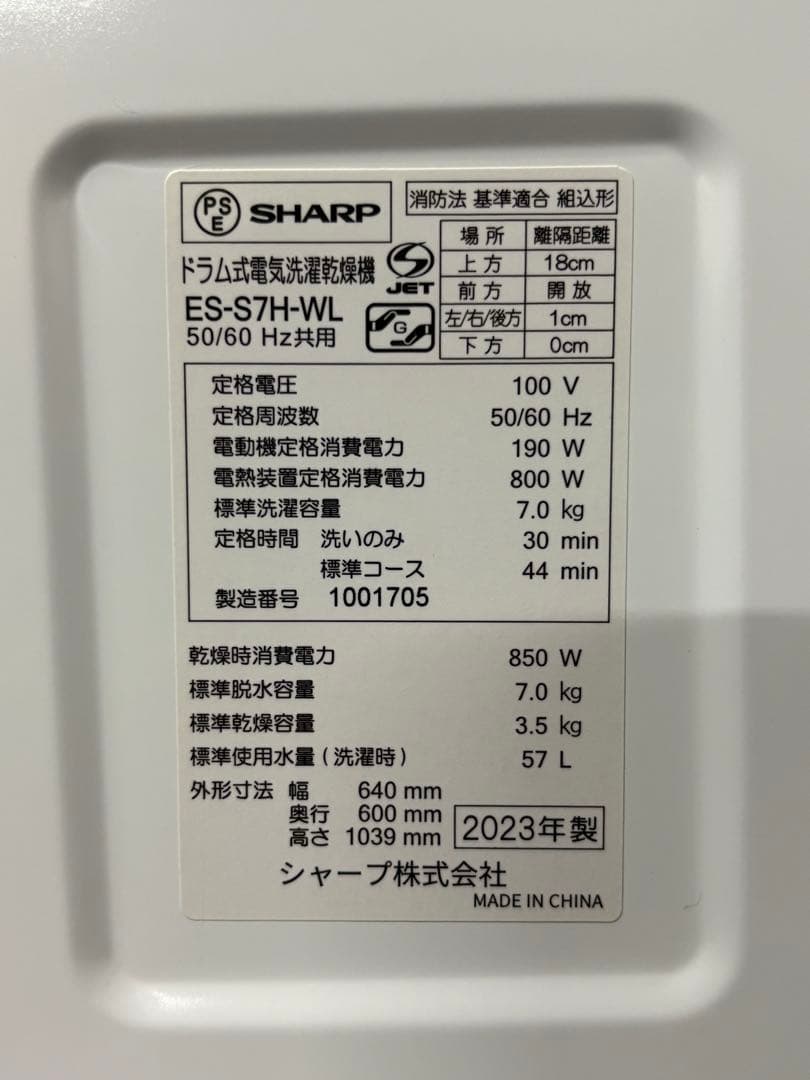 PSE SHARP
消防法 基準適合 組込形
ドラム式電気洗濯乾燥機
ES-S7H-WL
50/60 Hz共用
JET
G
場所 離隔距離
上方 18cm
前方 開放
左/右/後方 1cm
下方 0cm
定格電圧 100 V
定格周波数 50/60 Hz
電動機定格消費電力 190 W
電熱装置定格消費電力 800 W
標準洗濯容量 7.0 kg
定格時間 洗いのみ 30 min
標準コース 44 min
製造番号 1001705
乾燥時消費電力 850 W
標準脱水容量 7.0 kg
標準乾燥容量 3.5 kg
標準使用水量(洗濯時) 57 L
外形寸法 幅 640 mm
奥行 600 mm
高さ 1039 mm
2023年製
シャープ株式会社
MADE IN CHINA